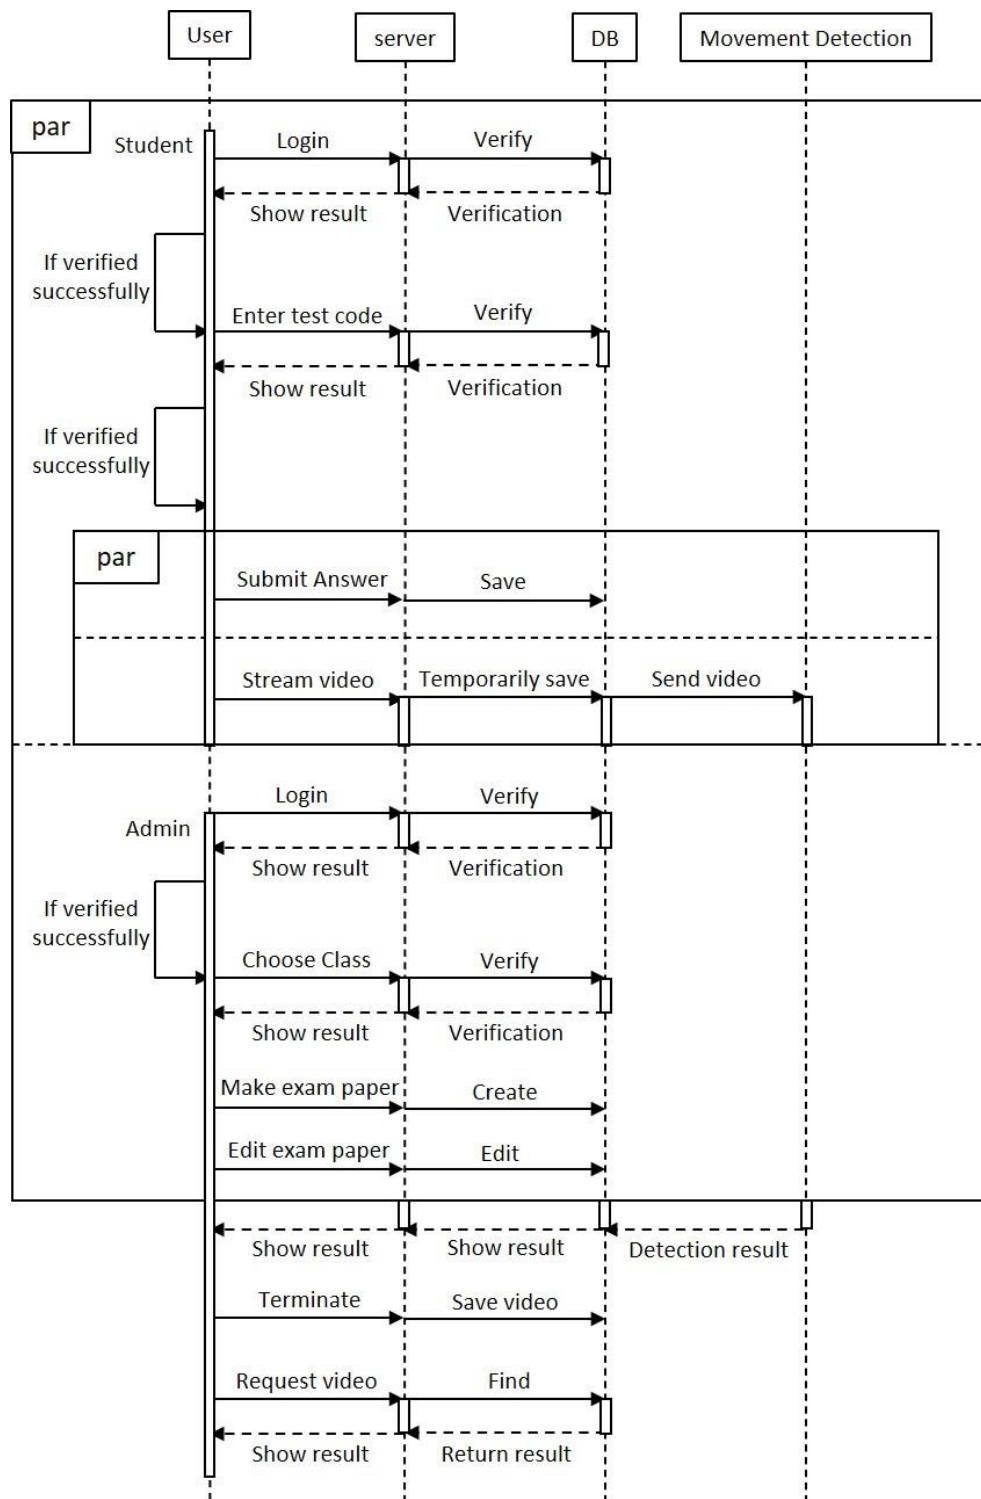 User
server
DB
Movement Detection
par
Student
Login
Verify
Show result
Verification
If verified
successfully
Enter test code
Verify
Show result
Verification
If verified
successfully
par
Submit Answer
Save
Stream video
Temporarily save
Send video
Login
Verify
Admin
Show result
Verification
If verified
successfully
Choose Class
Verify
Show result
Verification
Make exam paper
Create
Edit exam paper
Edit
Show result
Show result
Detection result
Terminate
Save video
Request video
Find
Show result
Return result